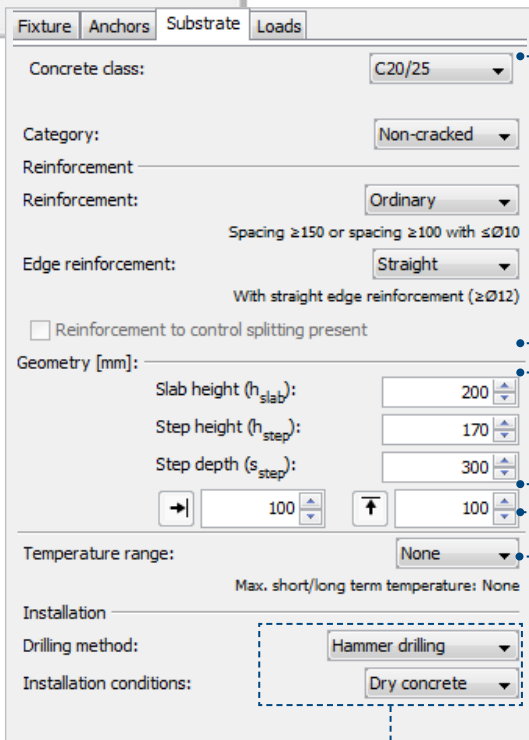 Fixture Anchors Substrate Loads
Concrete class: C20/25
Category: Non-cracked
Reinforcement
Reinforcement: Ordinary
Spacing ≥150 or spacing ≥100 with ≤Ø10
Edge reinforcement: Straight
With straight edge reinforcement (≥Ø12)
Reinforcement to control splitting present
Geometry [mm]:
Slab height (hslab): 200
Step height (hstep): 170
Step depth (sstep): 300
100 100
Temperature range: None
Max. short/long term temperature: None
Installation
Drilling method: Hammer drilling
Installation conditions: Dry concrete